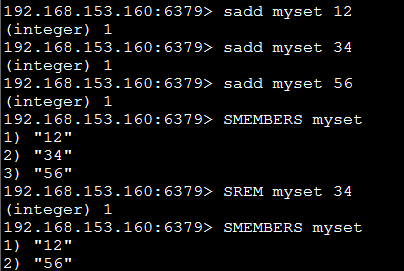 192.168.153.160:6379> sadd myset 12
(integer) 1
192.168.153.160:6379> sadd myset 34
(integer) 1
192.168.153.160:6379> sadd myset 56
(integer) 1
192.168.153.160:6379> SMEMBERS myset
1) "12"
2) "34"
3) "56"
192.168.153.160:6379> SREM myset 34
(integer) 1
192.168.153.160:6379> SMEMBERS myset
1) "12"
2) "56"